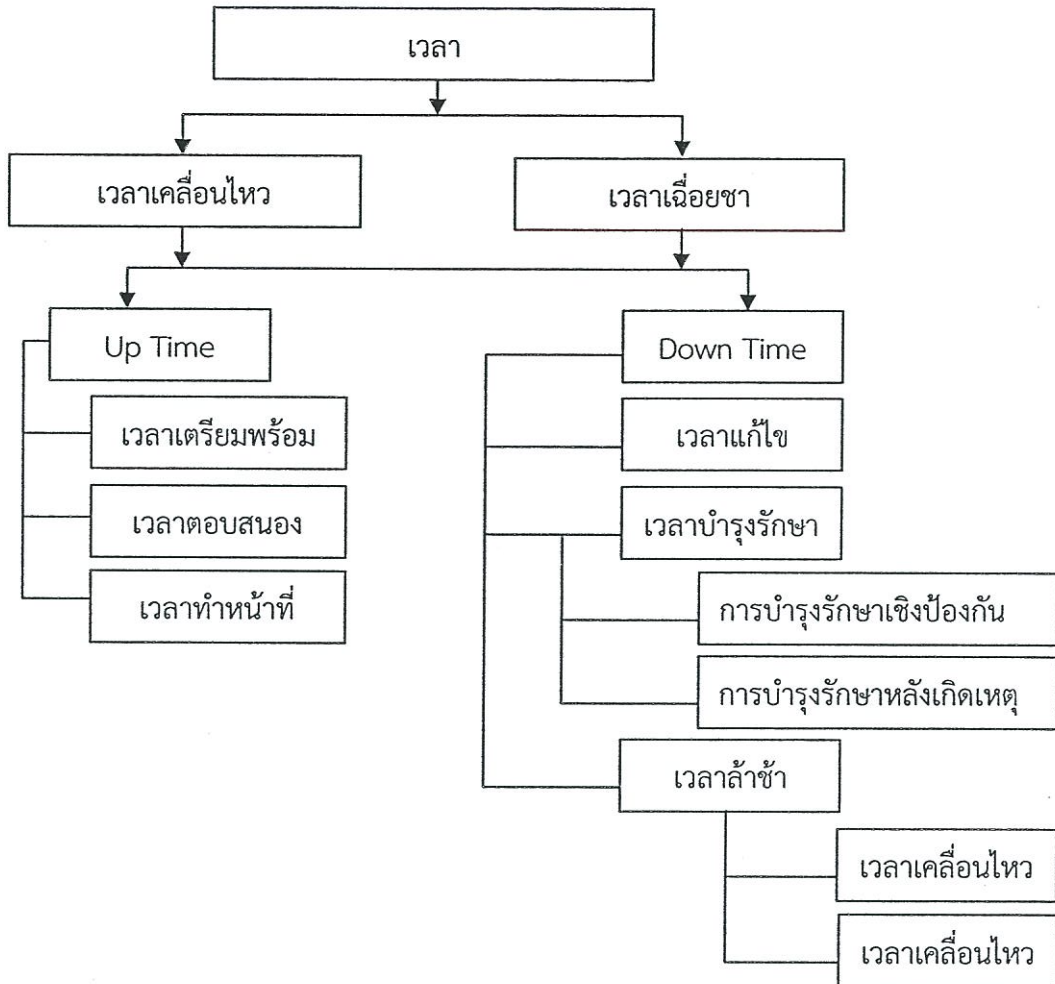 เวลา
เวลาเคลื่อนไหว
เวลาเฉื่อยชา
Up Time
Down Time
เวลาเตรียมพร้อม
เวลาแก้ไข
เวลาตอบสนอง
เวลาบำรุงรักษา
เวลาทำหน้าที่
การบำรุงรักษาเชิงป้องกัน
การบำรุงรักษาหลังเกิดเหตุ
เวลาล้าช้า
เวลาเคลื่อนไหว
เวลาเคลื่อนไหว